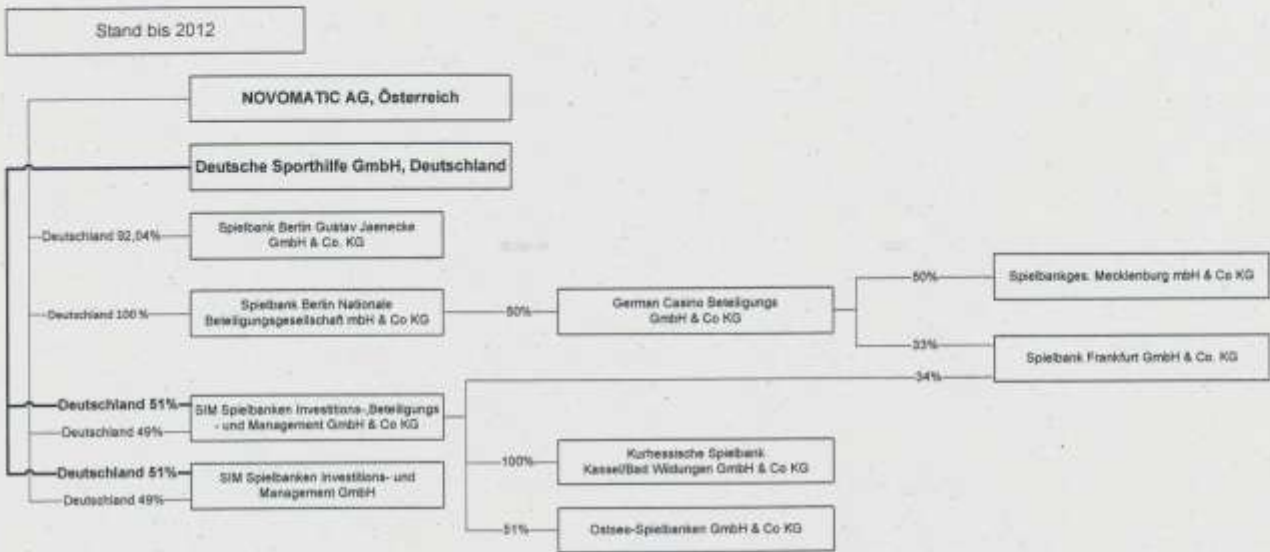 Stand bis 2012
NOVOMATIC AG, Österreich
Deutsche Sporthilfe GmbH, Deutschland
Deutschland 92,04%
Spielbank Berlin Gustav Jaenecke
GmbH & Co. KG
Deutschland 100 %
Spielbank Berlin Nationale
Beteiligungsgesellschaft mbH & Co KG
50%
German Casino Beteiligungs
GmbH & Co KG
50%
Spielbankges. Mecklenburg mbH & Co KG
33%
34%
Spielbank Frankfurt GmbH & Co. KG
Deutschland 51%
Deutschland 49%
SIM Spielbanken Investitions-,Beteiligungs
- und Management GmbH & Co KG
100%
Kurhessische Spielbank
Kassel/Bad Wildungen GmbH & Co KG
Deutschland 51%
Deutschland 49%
SIM Spielbanken Investitions- und
Management GmbH
51%
Ostsee-Spielbanken GmbH & Co KG